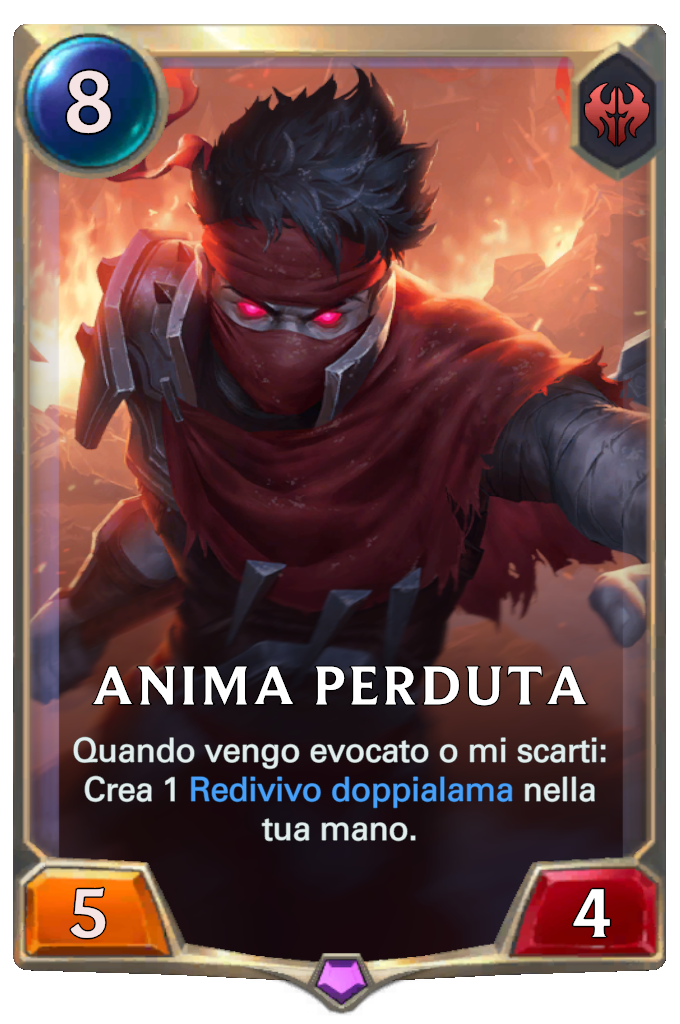 8
ANIMA PERDUTA
Quando vengo evocato o mi scarti:
Crea 1 Redivivo doppialama nella
tua mano.
5
4